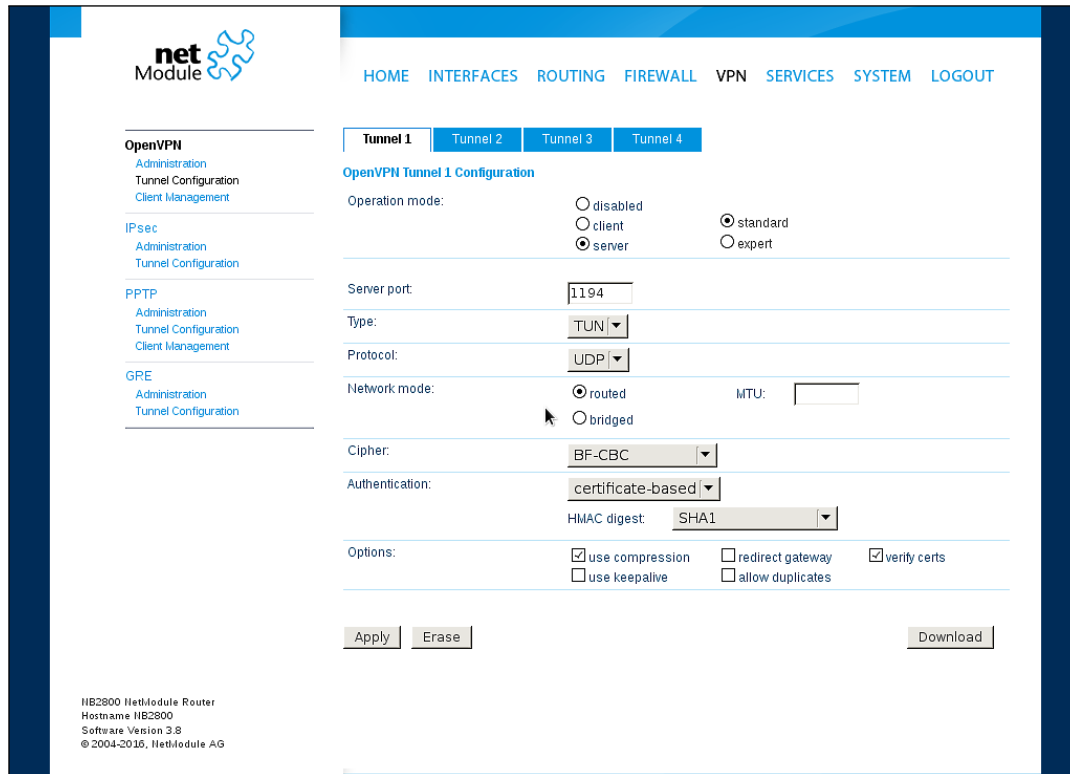 net
Module
HOME INTERFACES ROUTING FIREWALL VPN SERVICES SYSTEM LOGOUT
OpenVPN
Administration
Tunnel Configuration
Client Management
IPsec
Administration
Tunnel Configuration
PPTP
Administration
Tunnel Configuration
Client Management
GRE
Administration
Tunnel Configuration
Tunnel 1 Tunnel 2 Tunnel 3 Tunnel 4
OpenVPN Tunnel 1 Configuration
Operation mode:
disabled
client
server
standard
expert
Server port: 1194
Type: TUN
Protocol: UDP
Network mode: routed MTU:
bridged
Cipher: BF-CBC
Authentication: certificate-based
HMAC digest: SHA1
Options: use compression redirect gateway verify certs
use keepalive allow duplicates
Apply Erase Download
NB2800 NetModule Router
Hostname NB2800
Software Version 3.8
© 2004-2016, NetModule AG